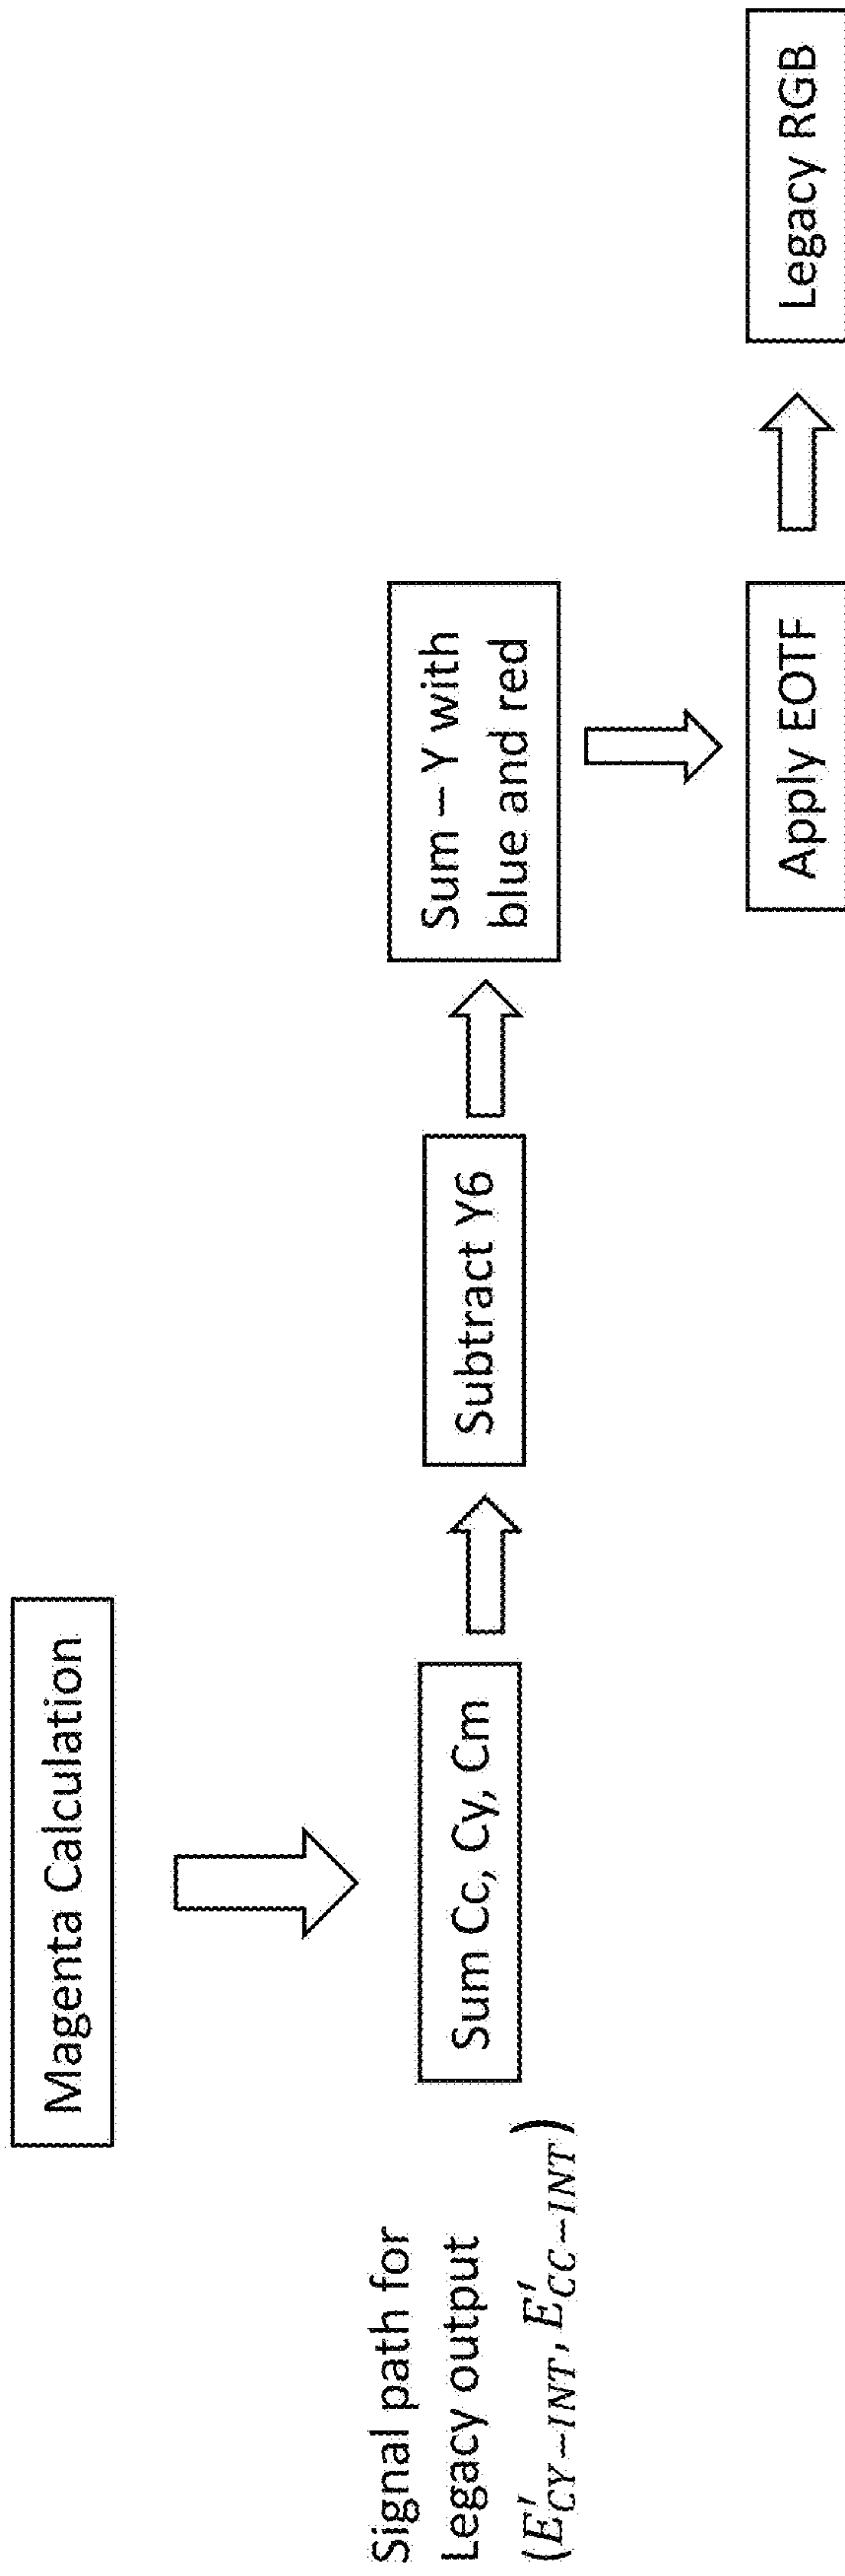 Magenta Calculation
Signal path for
Legacy output
(E'CY−INT, E'CC−INT)
Sum Cc, Cy, Cm
Subtract Y6
Sum – Y with
blue and red
Apply EOTF
Legacy RGB